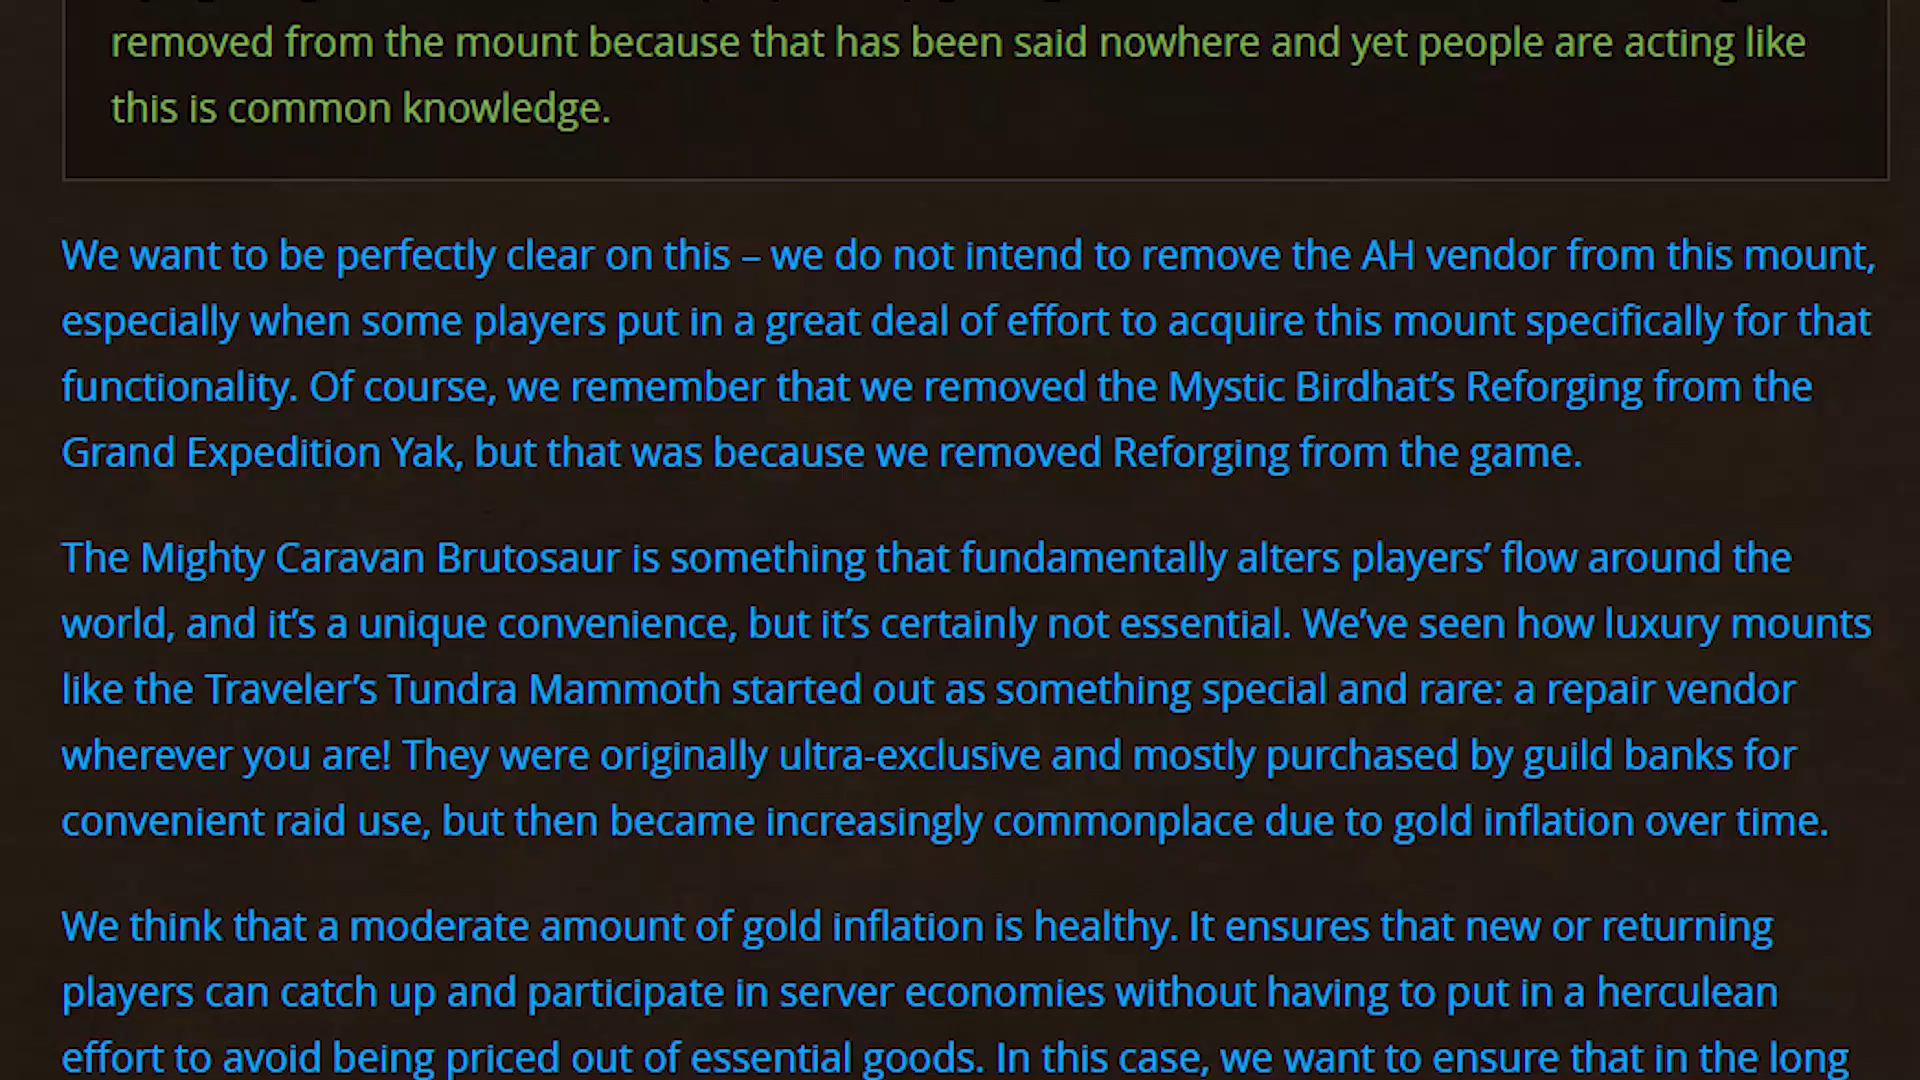 removed from the mount because that has been said nowhere and yet people are acting like
this is common knowledge.
We want to be perfectly clear on this – we do not intend to remove the AH vendor from this mount,
especially when some players put in a great deal of effort to acquire this mount specifically for that
functionality. Of course, we remember that we removed the Mystic Birdhat’s Reforging from the
Grand Expedition Yak, but that was because we removed Reforging from the game.
The Mighty Caravan Brutosaur is something that fundamentally alters players’ flow around the
world, and it’s a unique convenience, but it’s certainly not essential. We’ve seen how luxury mounts
like the Traveler’s Tundra Mammoth started out as something special and rare: a repair vendor
wherever you are! They were originally ultra-exclusive and mostly purchased by guild banks for
convenient raid use, but then became increasingly commonplace due to gold inflation over time.
We think that a moderate amount of gold inflation is healthy. It ensures that new or returning
players can catch up and participate in server economies without having to put in a herculean
effort to avoid being priced out of essential goods. In this case, we want to ensure that in the long